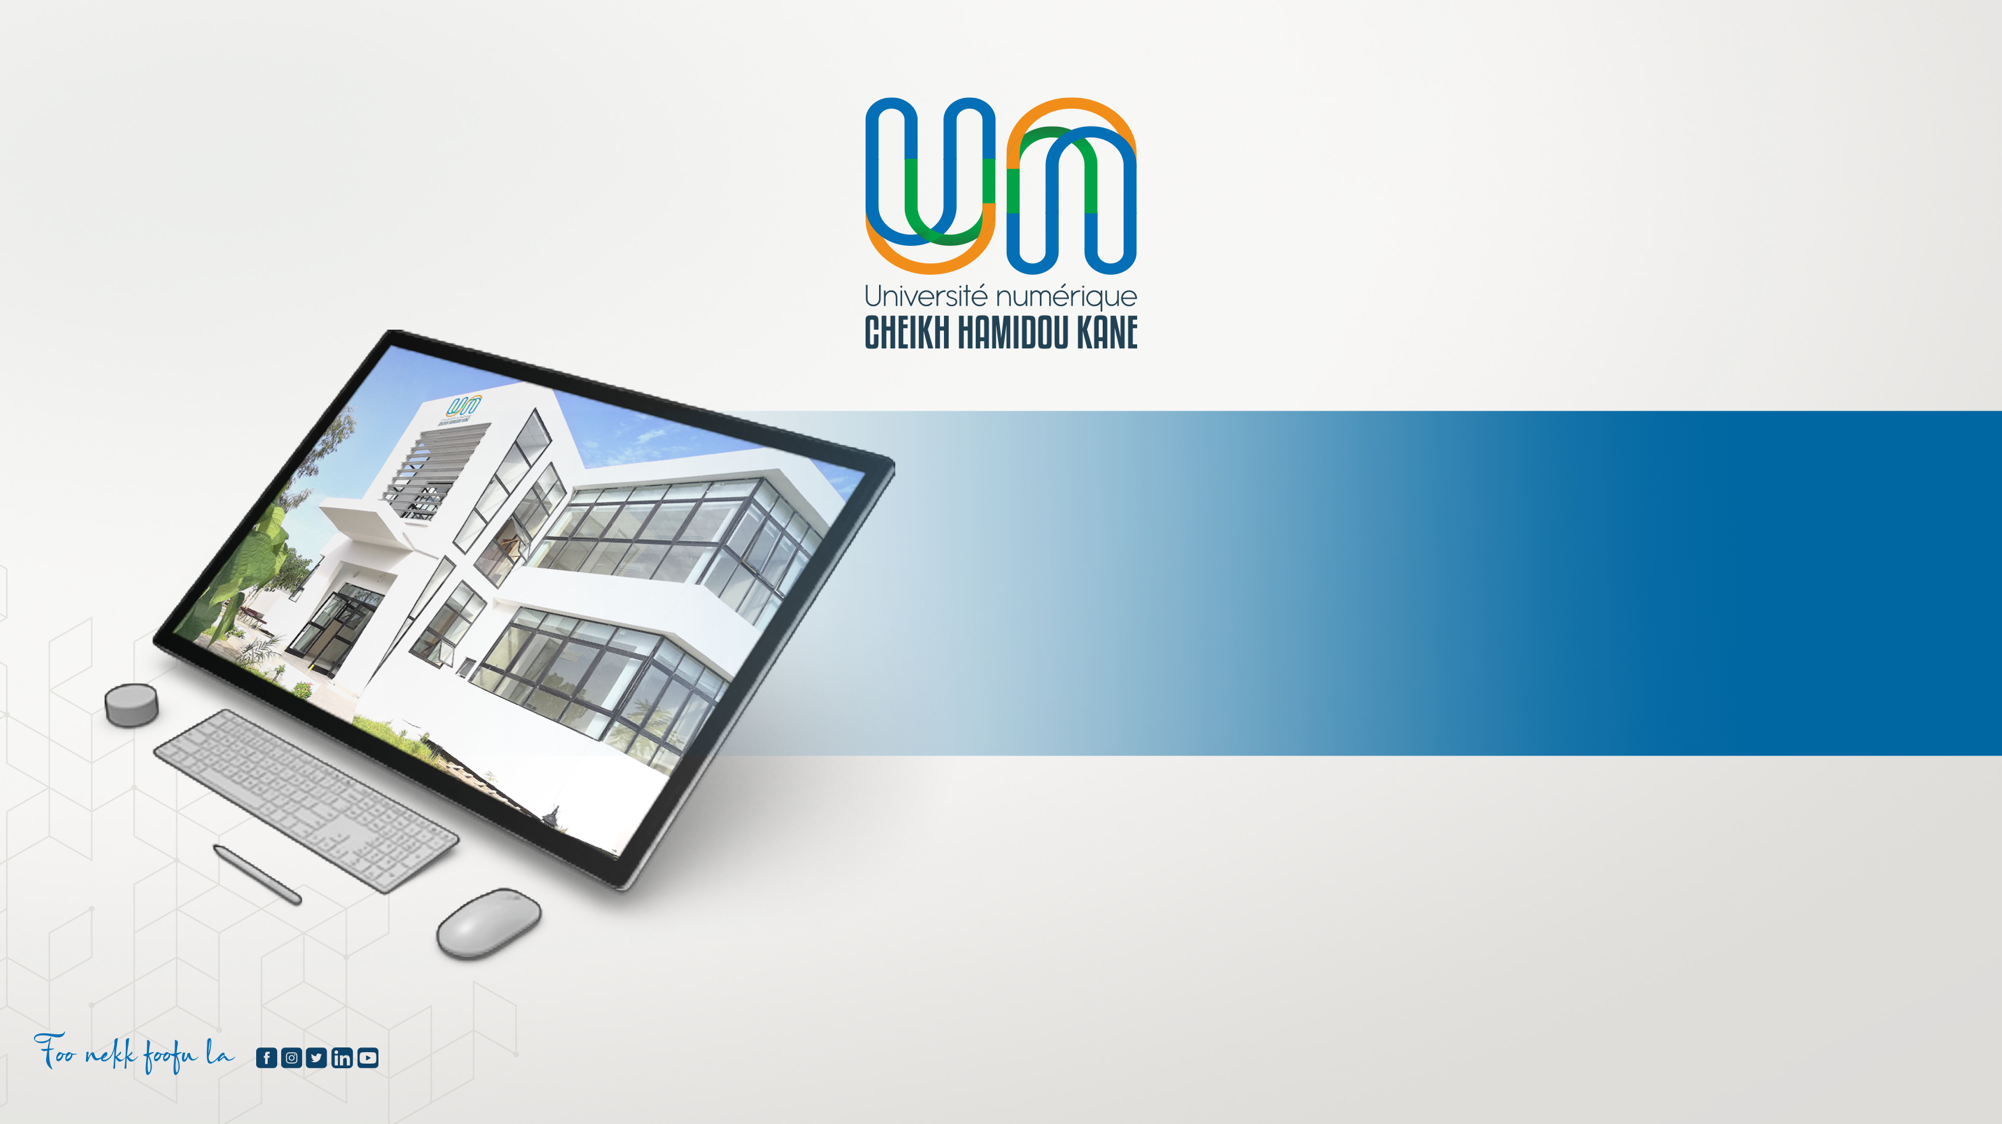 Université numérique
CHEIKH HAMIDOU KANE
Foo nekk foofu la